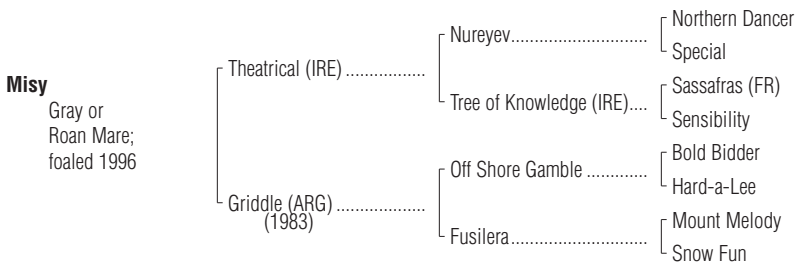 Misy
Gray or
Roan Mare;
foaled 1996
Theatrical (IRE) .................
Griddle (ARG) ...................
(1983)
Nureyev..............................
Tree of Knowledge (IRE)....
Off Shore Gamble .............
Fusilera..............................
Northern Dancer
Special
Sassafras (FR)
Sensibility
Bold Bidder
Hard-a-Lee
Mount Melody
Snow Fun